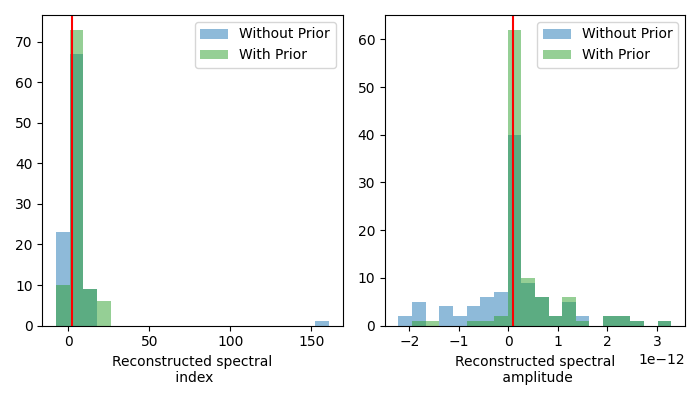 Without Prior
With Prior
70
60
50
40
30
20
10
0
0
50
100
150
Reconstructed spectral
index
Without Prior
With Prior
60
50
40
30
20
10
0
−2
−1
0
1
2
3
1e−12
Reconstructed spectral
amplitude